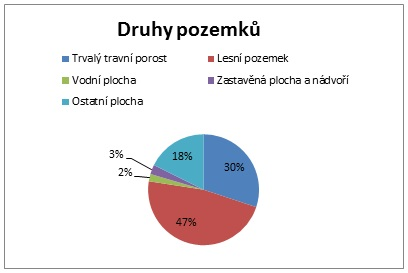 Druhy pozemků
Trvalý travní porost
Lesní pozemek
Vodní plocha
Zastavěná plocha a nádvoří
Ostatní plocha
3%
18%
30%
2%
47%